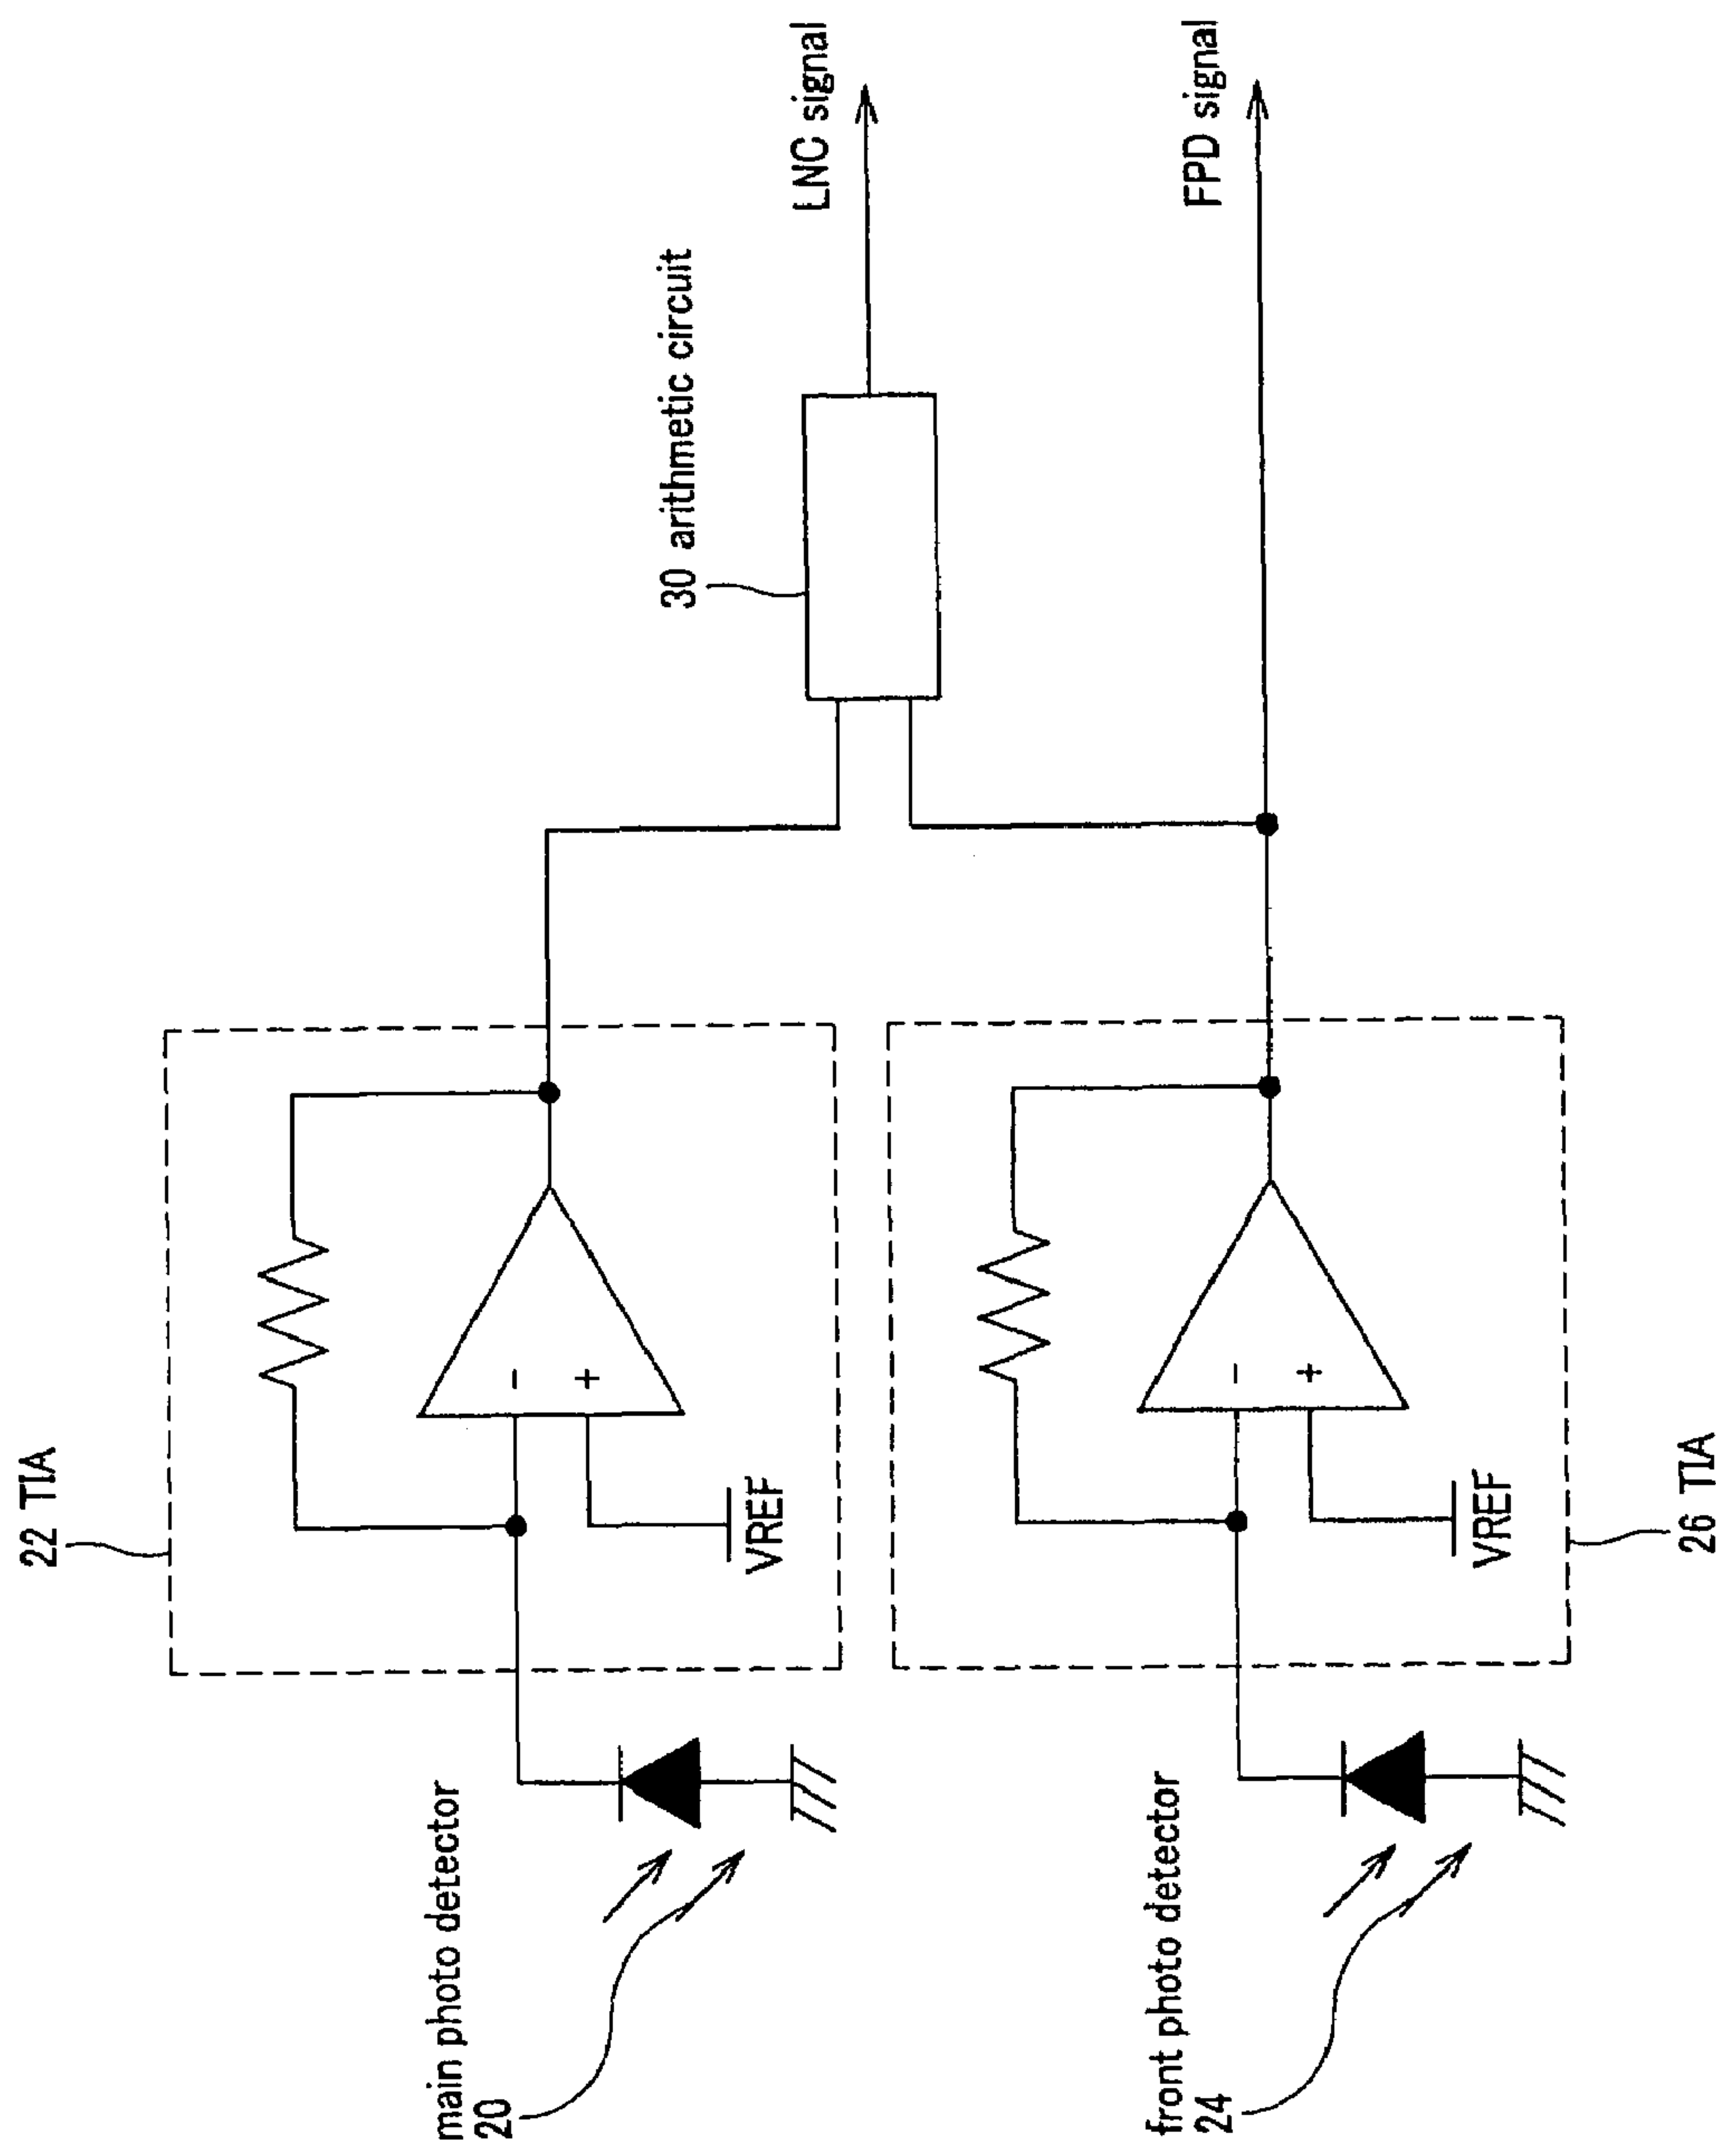 22 TIA
30 arithmetic circuit
LNC signal
FPD signal
-
+
VREF
-
+
VREF
main photo detector
20
front photo detector
24
26 TIA